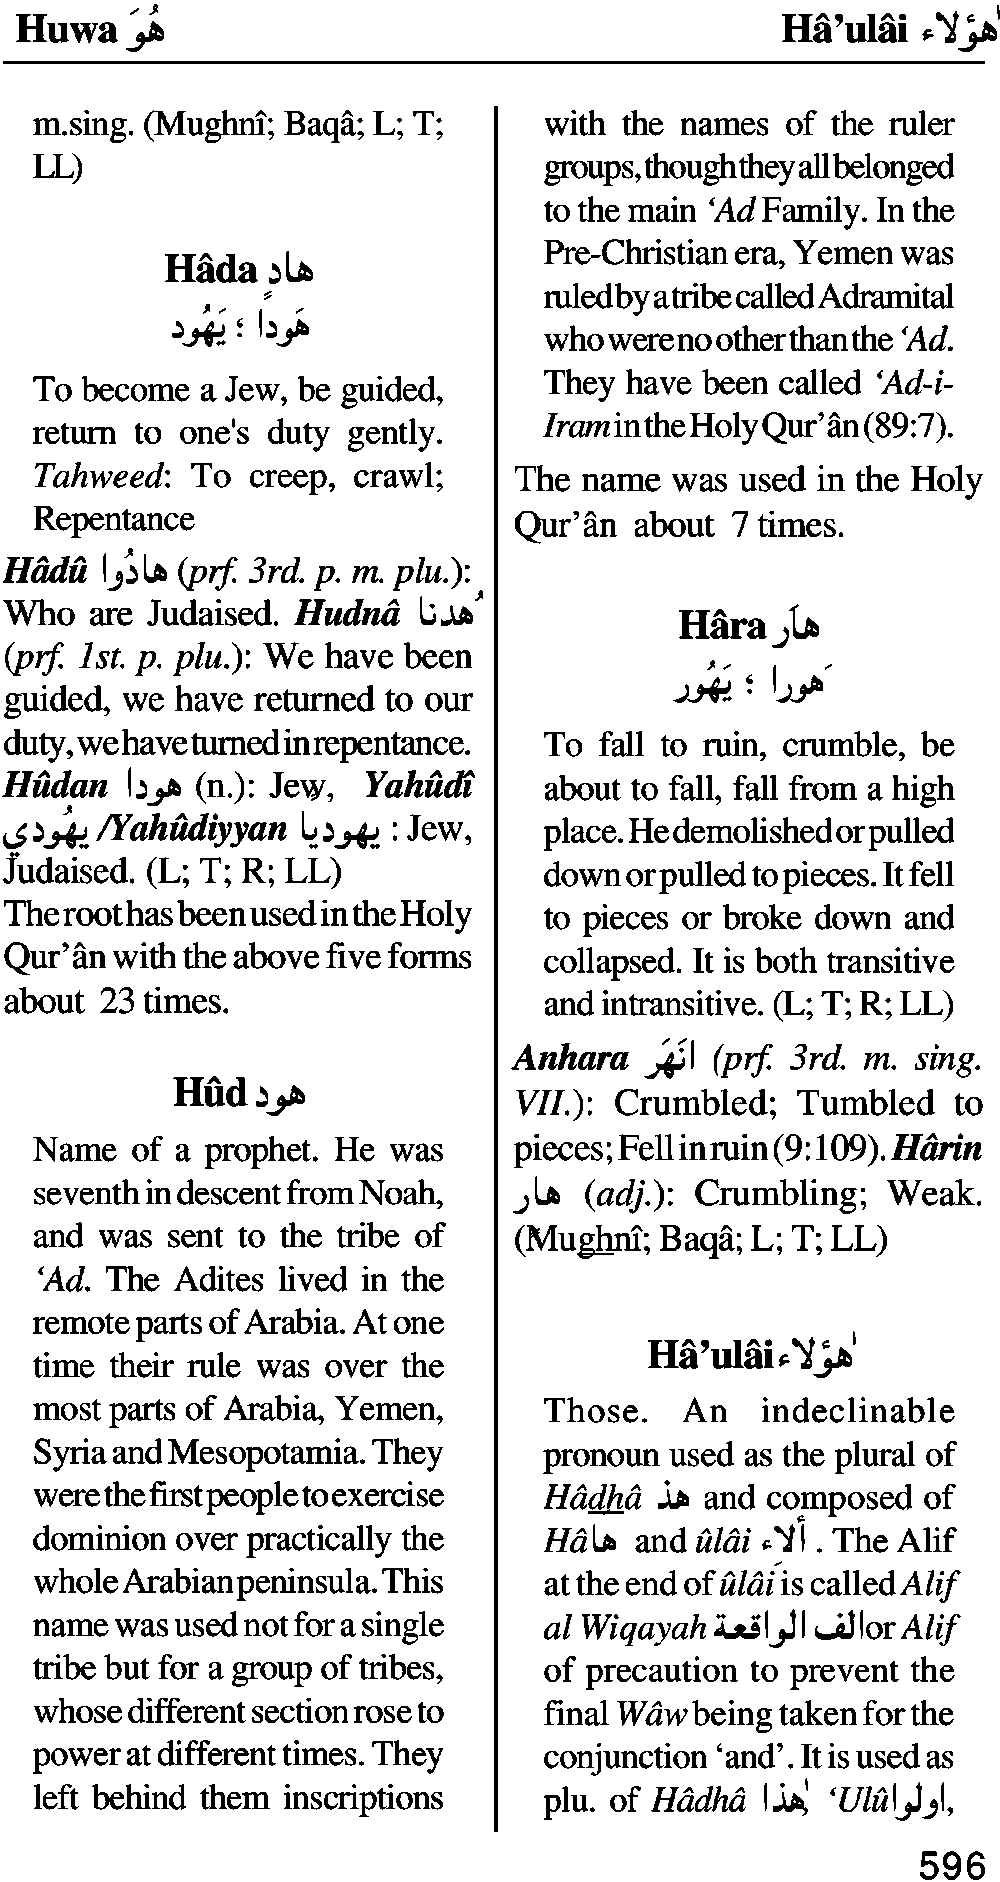 Huwa هُوَ
Hâ’ulâi هٰؤلاء
m.sing. (Mughnî; Baqâ; L; T;
LL)
Hâda هادٍ
هَوداً ؛ يَهُود
To become a Jew, be guided,
return to one's duty gently.
Tahweed: To creep, crawl;
Repentance
Hâdû هادُوا (prf. 3rd. p. m. plu.):
Who are Judaised. Hudnâ هُدنا
(prf. 1st. p. plu.): We have been
guided, we have returned to our
duty, we have turned in repentance.
Hûdan هودا (n.): Jew, Yahûdî
يهُودي /Yahûdiyyan يهوديا : Jew,
Judaised. (L; T; R; LL)
The root has been used in the Holy
Qur’ân with the above five forms
about 23 times.
Hûd هود
Name of a prophet. He was
seventh in descent from Noah,
and was sent to the tribe of
‘Ad. The Adites lived in the
remote parts of Arabia. At one
time their rule was over the
most parts of Arabia, Yemen,
Syria and Mesopotamia. They
were the first people to exercise
dominion over practically the
whole Arabian peninsula. This
name was used not for a single
tribe but for a group of tribes,
whose different section rose to
power at different times. They
left behind them inscriptions
with the names of the ruler
groups, though they all belonged
to the main ‘Ad Family. In the
Pre-Christian era, Yemen was
ruled by a tribe called Adramital
who were no other than the ‘Ad.
They have been called ‘Ad-i-
Iram in the Holy Qur’ân (89:7).
The name was used in the Holy
Qur’ân about 7 times.
Hâra هاَر
هَورا ؛ يَهُور
To fall to ruin, crumble, be
about to fall, fall from a high
place. He demolished or pulled
down or pulled to pieces. It fell
to pieces or broke down and
collapsed. It is both transitive
and intransitive. (L; T; R; LL)
Anhara انَهَر (prf. 3rd. m. sing.
VII.): Crumbled; Tumbled to
pieces; Fell in ruin (9:109). Hârin
هار (adj.): Crumbling; Weak.
(Mughnî; Baqâ; L; T; LL)
Hâ’ulâi هٰؤلاء
Those. An indeclinable
pronoun used as the plural of
Hâdhâ هذ and composed of
Hâ ها and ûlâi ألاء . The Alif
at the end of ûlâi is called Alif
al Wiqayah الف الواقعة or Alif
of precaution to prevent the
final Wâw being taken for the
conjunction ‘and’. It is used as
plu. of Hâdhâ هٰذا, ‘Ulû اولوا,
596